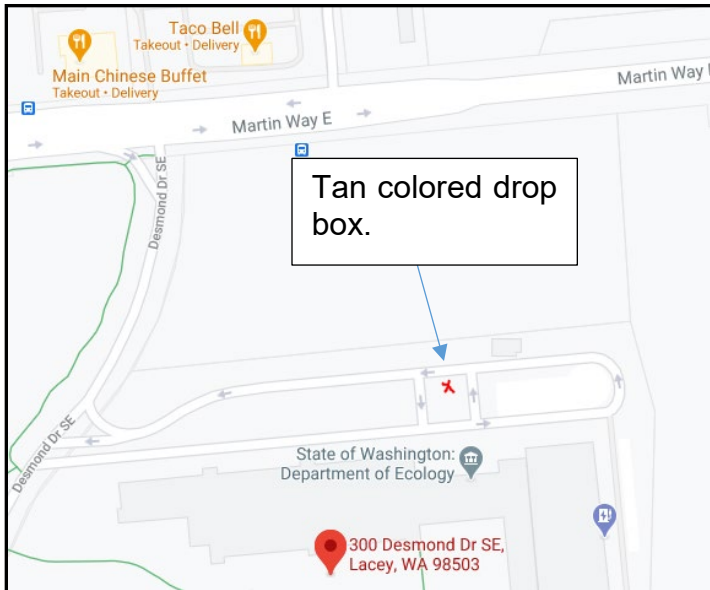 Taco Bell
Takeout • Delivery
Main Chinese Buffet
Takeout • Delivery
Martin Way
Martin Way E
Desmond Dr SE
Tan colored drop
box.
Desmond Dr SE
State of Washington:
Department of Ecology
300 Desmond Dr SE,
Lacey, WA 98503